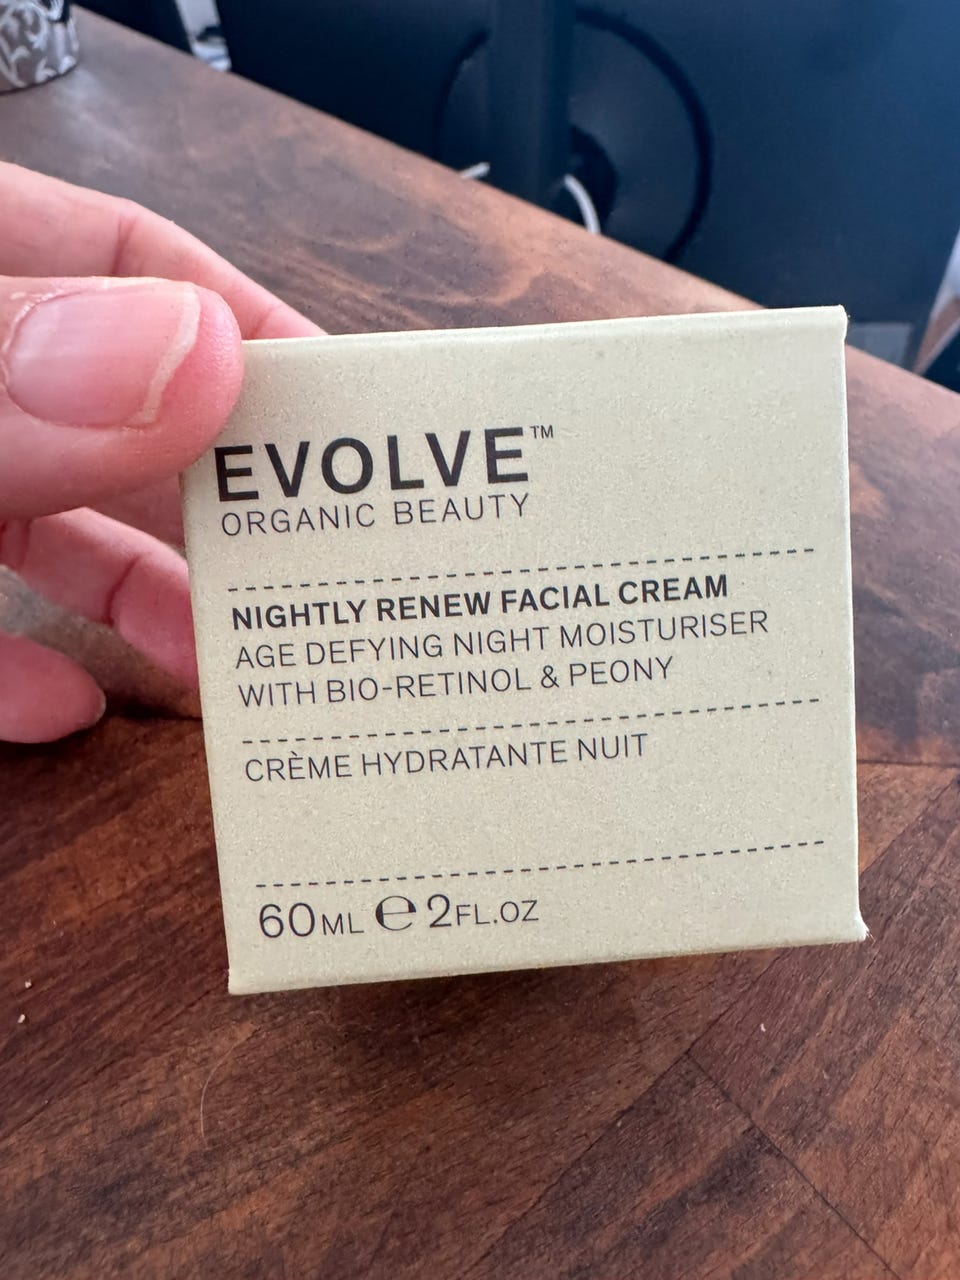 EVOLVE™
ORGANIC BEAUTY
NIGHTLY RENEW FACIAL CREAM
AGE DEFYING NIGHT MOISTURISER
WITH BIO-RETINOL & PEONY
CRÈME HYDRATANTE NUIT
60ML ℮ 2FL.OZ